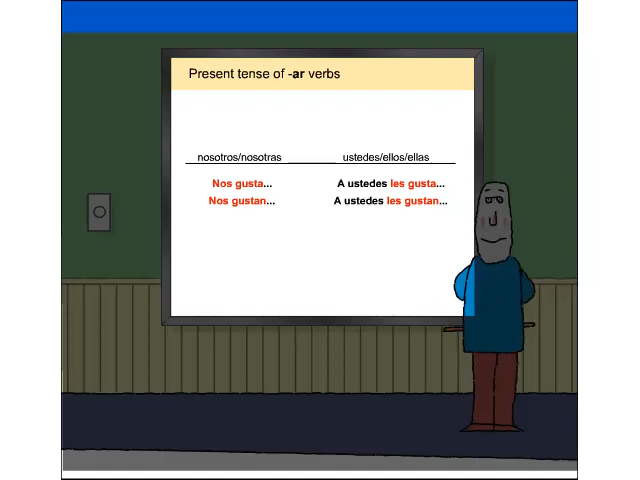 Present tense of -ar verbs
nosotros/nosotras ustedes/ellos/ellas
Nos gusta... A ustedes les gusta...
Nos gustan... A ustedes les gustan...